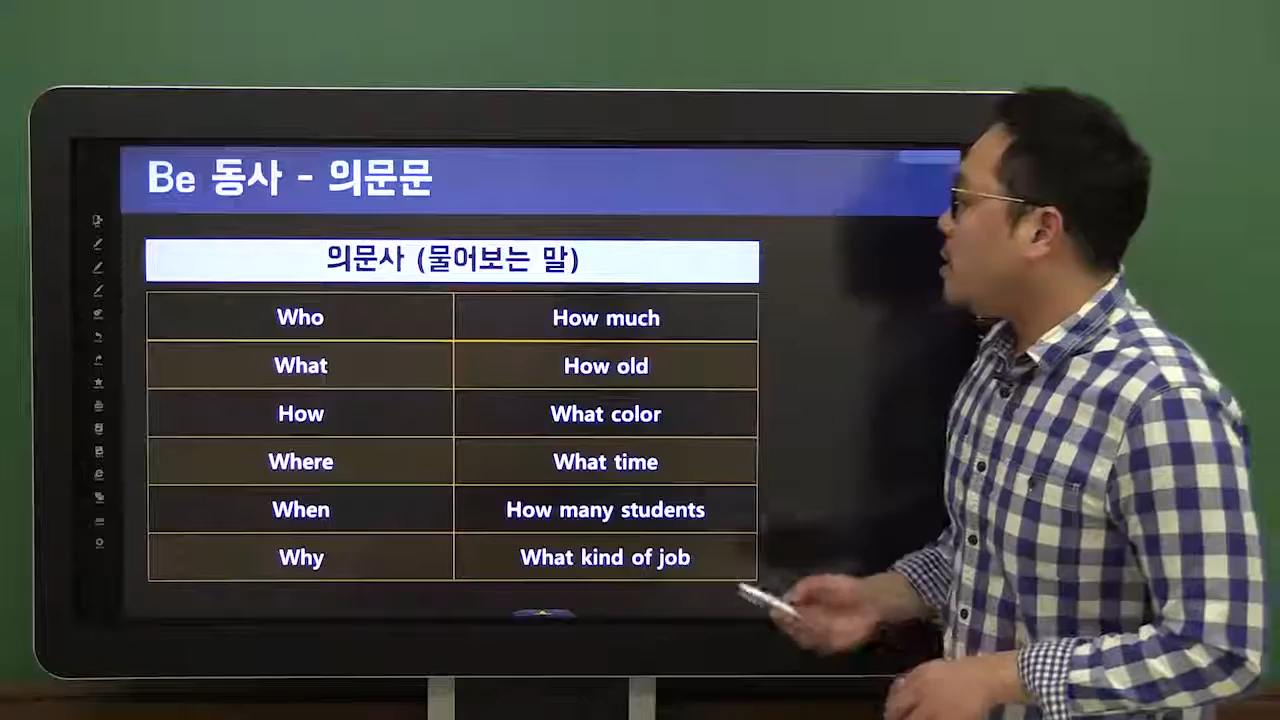 Be 동사 - 의문문
의문사 (물어보는 말)
Who How much
What How old
How What color
Where What time
When How many students
Why What kind of job